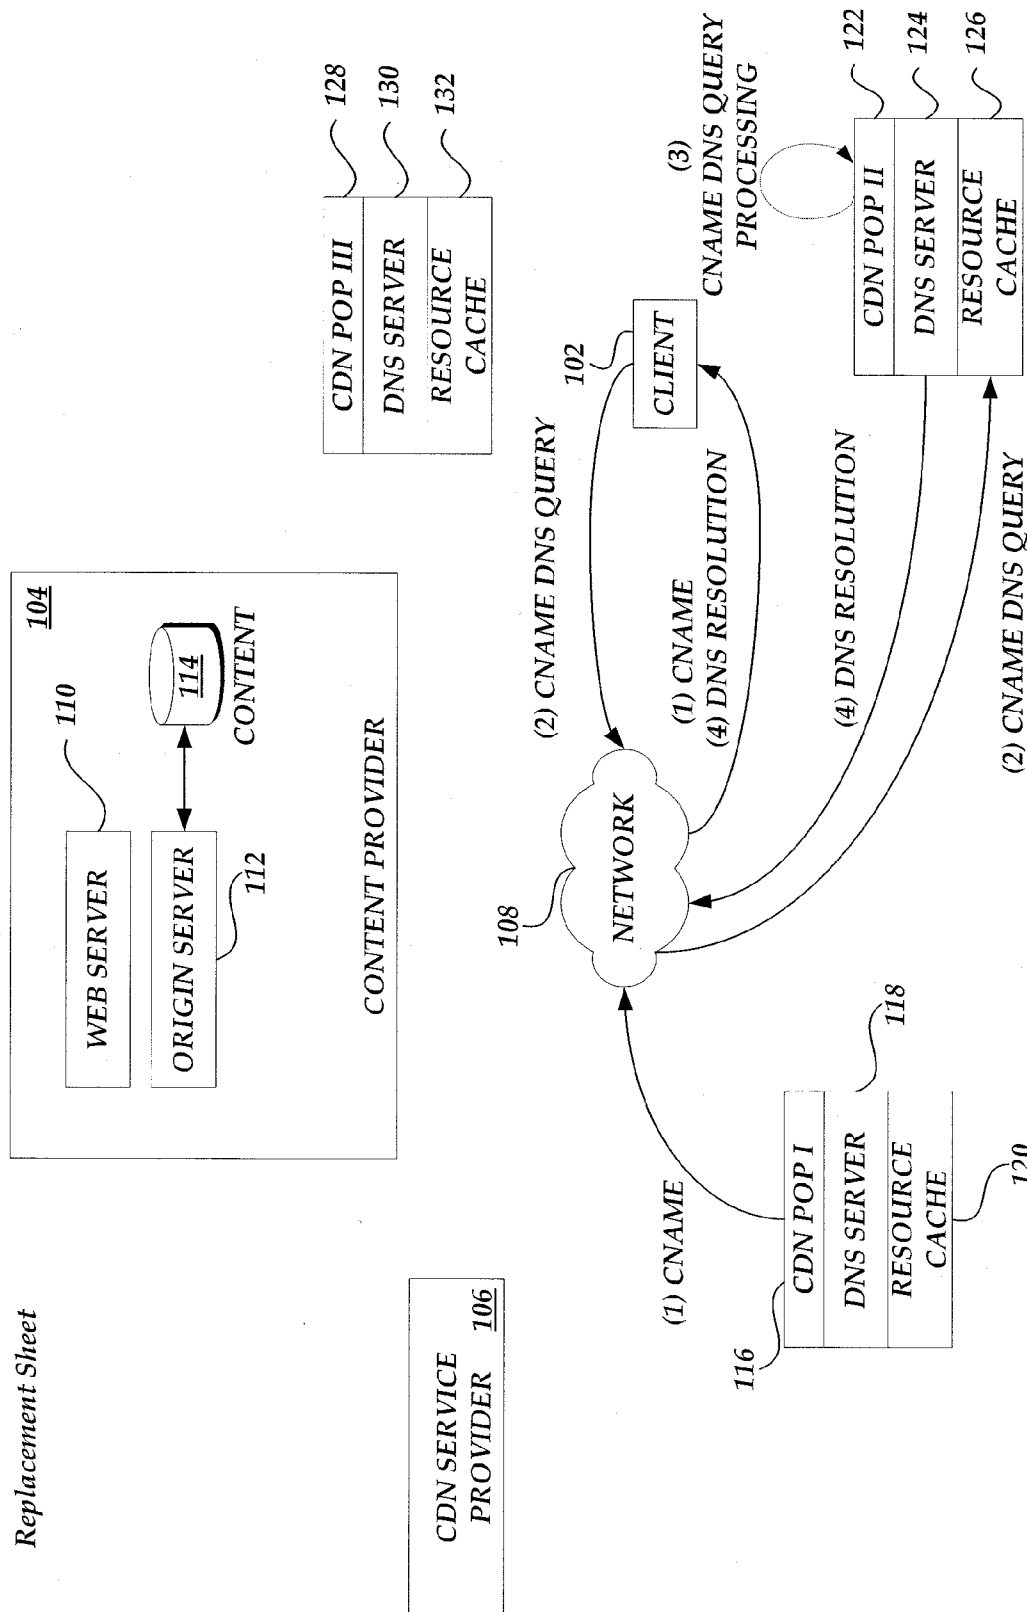 Replacement Sheet
104
110
WEB SERVER
ORIGIN SERVER
114
CONTENT
112
CONTENT PROVIDER
CDN SERVICE
PROVIDER
106
CDN POP III
DNS SERVER
RESOURCE
CACHE
128
130
132
(2) CNAME DNS QUERY
102
CLIENT
108
NETWORK
(1) CNAME
(4) DNS RESOLUTION
(3)
CNAME DNS QUERY
PROCESSING
(1) CNAME
116
CDN POP I
DNS SERVER
RESOURCE
CACHE
118
120
(4) DNS RESOLUTION
(2) CNAME DNS QUERY
CDN POP II
DNS SERVER
RESOURCE
CACHE
122
124
126